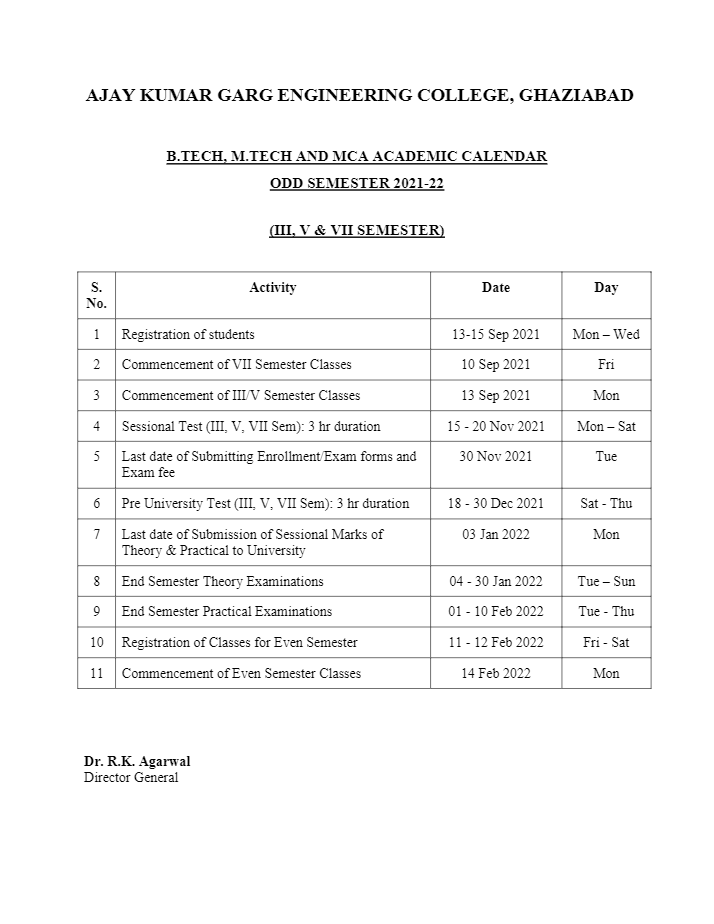 AJAY KUMAR GARG ENGINEERING COLLEGE, GHAZIABAD
B.TECH, M.TECH AND MCA ACADEMIC CALENDAR
ODD SEMESTER 2021-22
(III, V & VII SEMESTER)
S. No. Activity Date Day
1 Registration of students 13-15 Sep 2021 Mon – Wed
2 Commencement of VII Semester Classes 10 Sep 2021 Fri
3 Commencement of III/V Semester Classes 13 Sep 2021 Mon
4 Sessional Test (III, V, VII Sem): 3 hr duration 15 - 20 Nov 2021 Mon – Sat
5 Last date of Submitting Enrollment/Exam forms and 30 Nov 2021 Tue
Exam fee
6 Pre University Test (III, V, VII Sem): 3 hr duration 18 - 30 Dec 2021 Sat - Thu
7 Last date of Submission of Sessional Marks of 03 Jan 2022 Mon
Theory & Practical to University
8 End Semester Theory Examinations 04 - 30 Jan 2022 Tue – Sun
9 End Semester Practical Examinations 01 - 10 Feb 2022 Tue - Thu
10 Registration of Classes for Even Semester 11 - 12 Feb 2022 Fri - Sat
11 Commencement of Even Semester Classes 14 Feb 2022 Mon
Dr. R.K. Agarwal
Director General